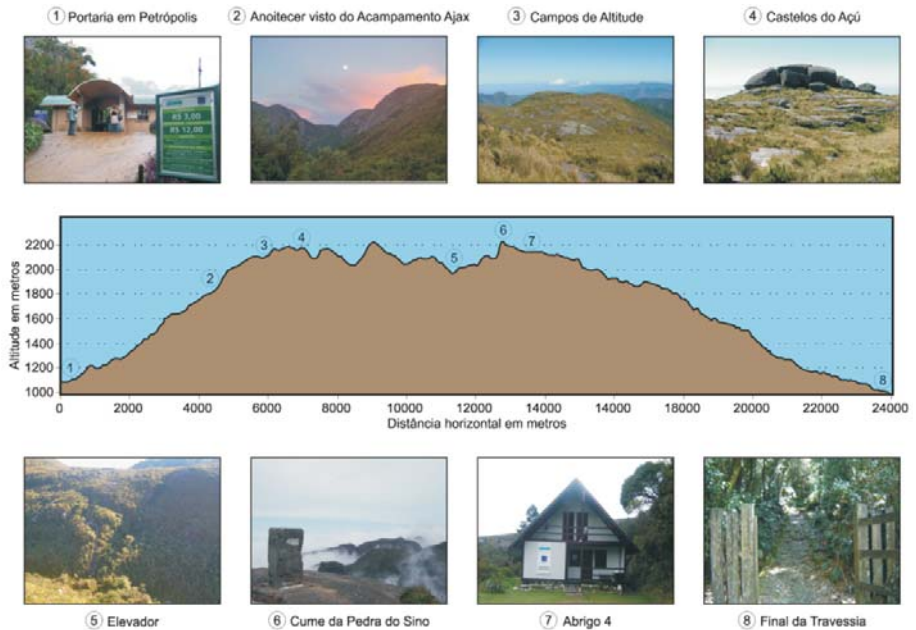 1 Portaria em Petrópolis
2 Anoitecer visto do Acampamento Ajax
3 Campos de Altitude
4 Castelos do Açú
R$ 3,00
R$ 12,00
Altitude em metros
2200
2000
1800
1600
1400
1200
1000
1
2
3
4
5
6
7
8
0 2000 4000 6000 8000 10000 12000 14000 16000 18000 20000 22000 24000
Distância horizontal em metros
5 Elevador
6 Cume da Pedra do Sino
7 Abrigo 4
8 Final da Travessia